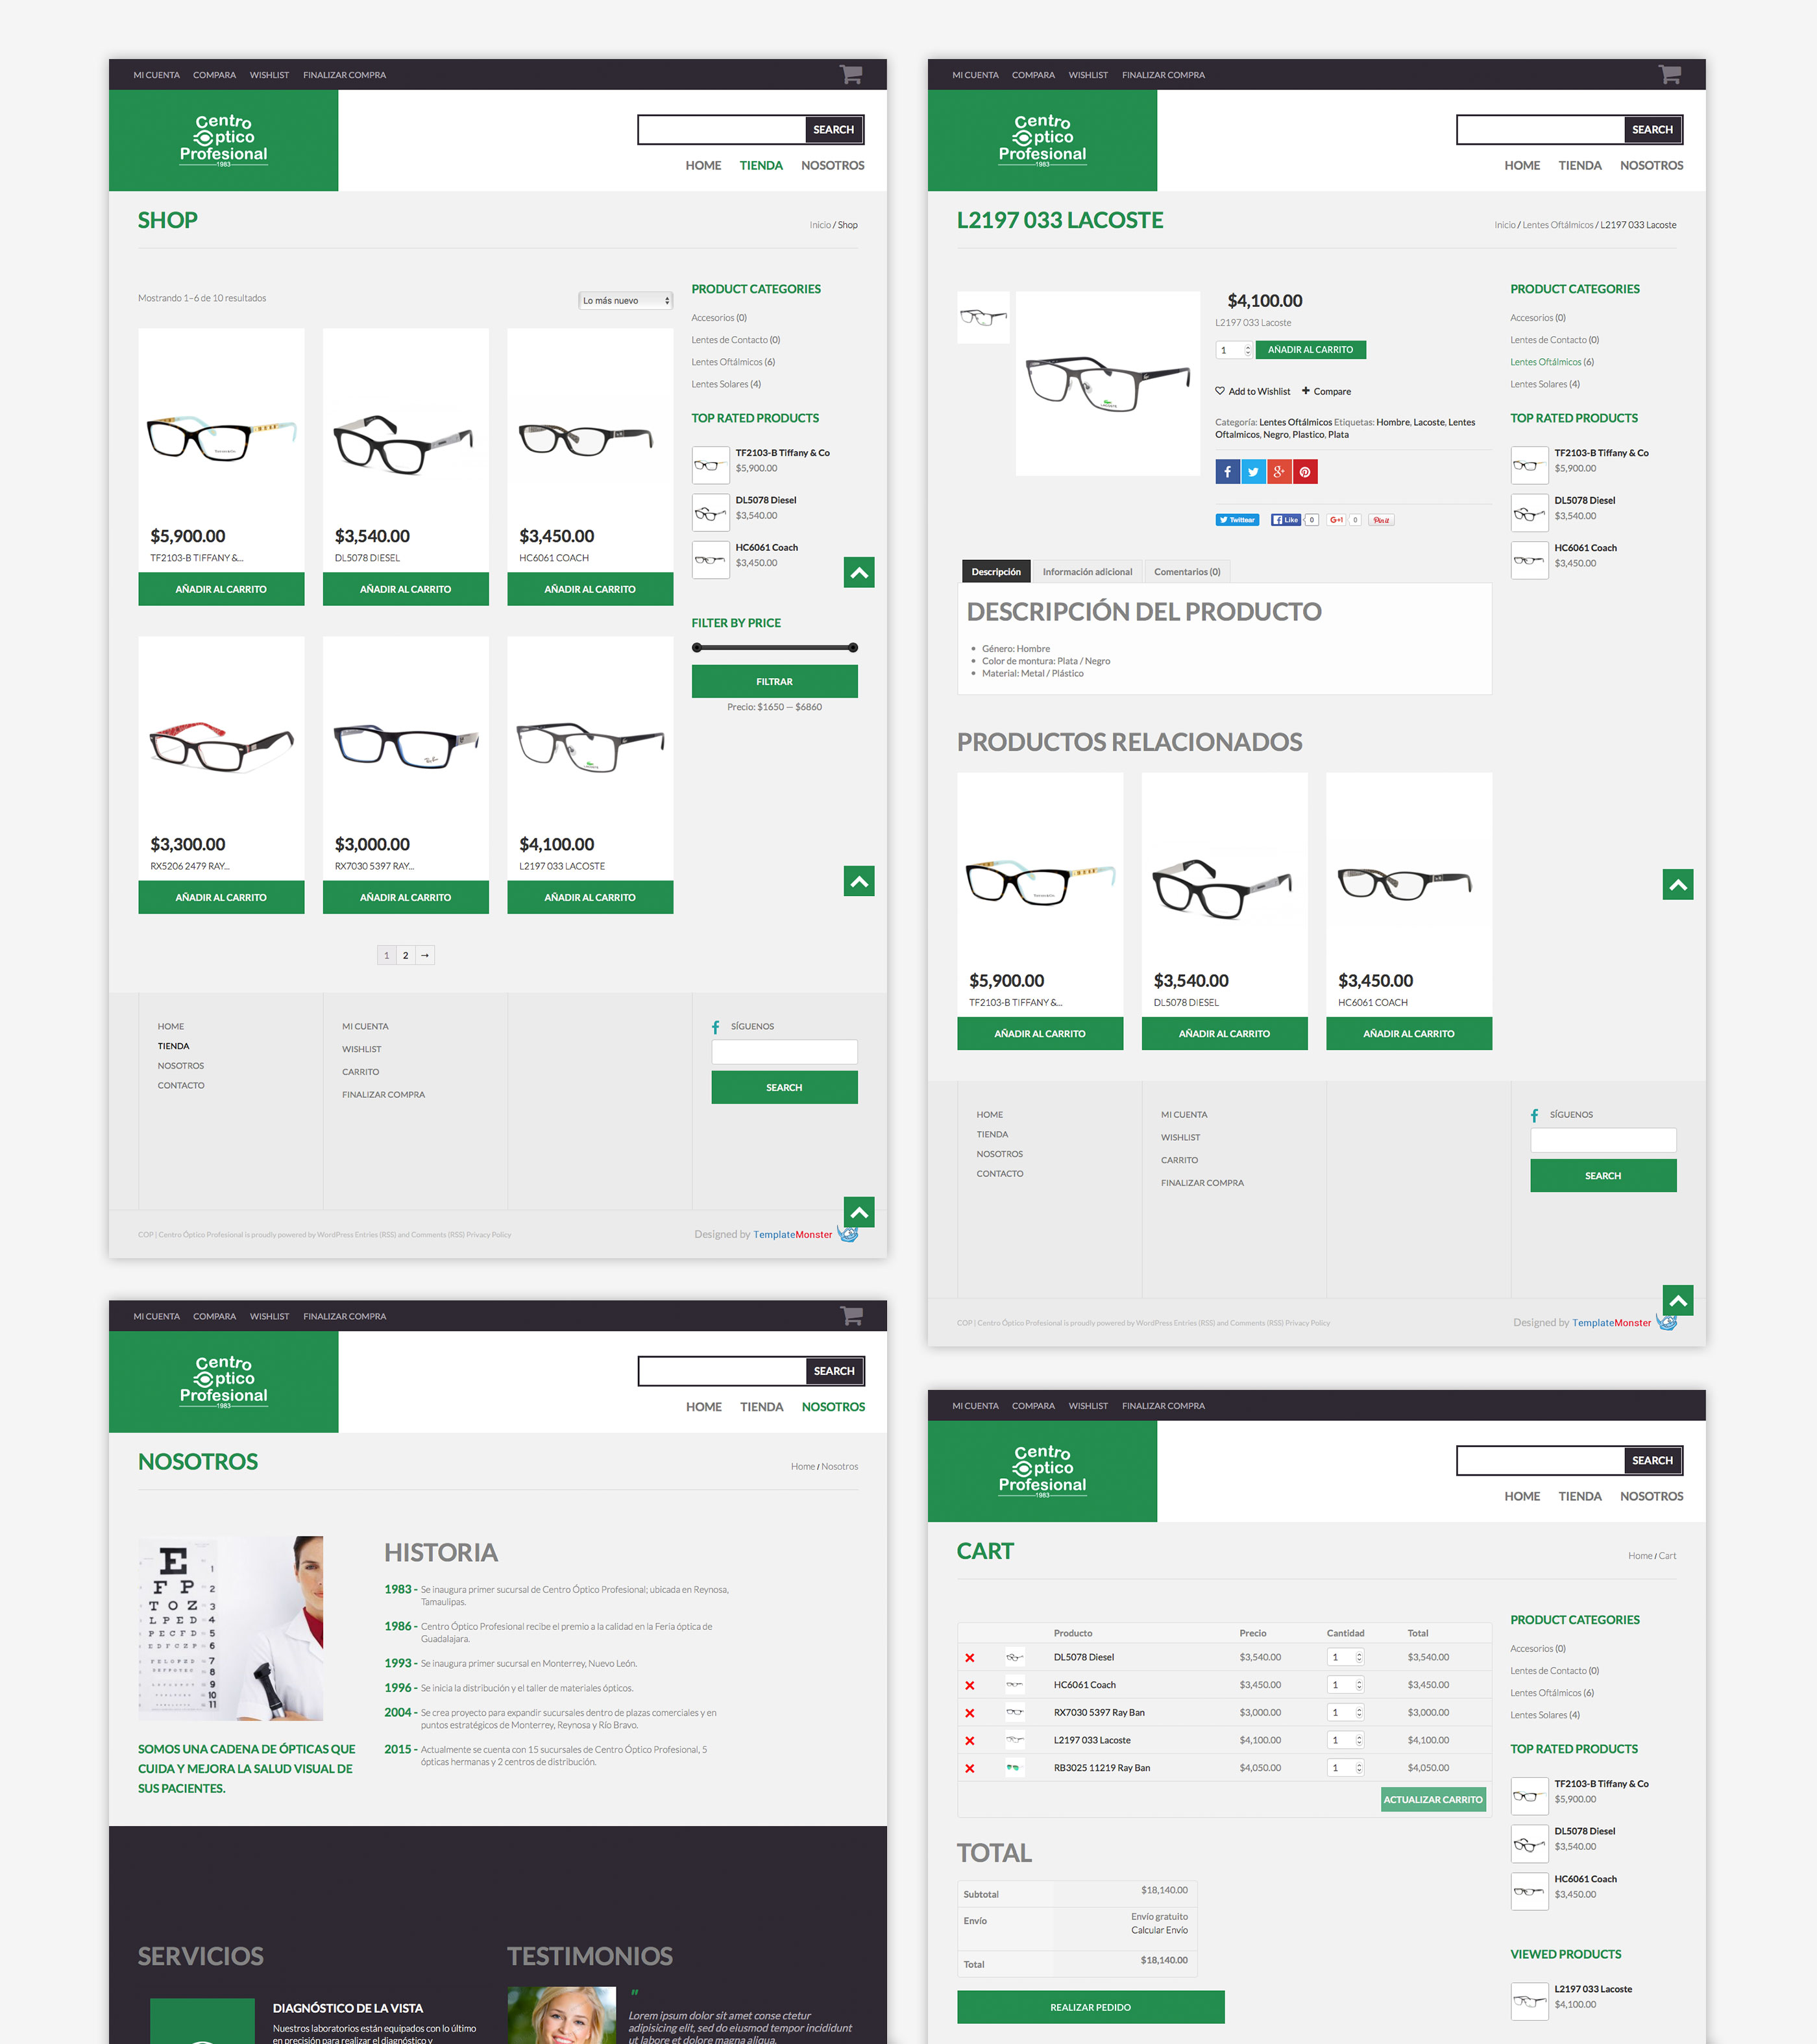 MI CUENTA COMPARA WISHLIST FINALIZAR COMPRA
Centro
Óptico
Profesional
1983
SEARCH
HOME TIENDA NOSOTROS
SHOP
Inicio / Shop
Mostrando 1–6 de 10 resultados
Lo más nuevo
$5,900.00
TF2103-B TIFFANY &...
AÑADIR AL CARRITO
$3,540.00
DL5078 DIESEL
AÑADIR AL CARRITO
$3,450.00
HC6061 COACH
AÑADIR AL CARRITO
$3,300.00
RX5206 2479 RAY...
AÑADIR AL CARRITO
$3,000.00
RX7030 5397 RAY...
AÑADIR AL CARRITO
$4,100.00
L2197 033 LACOSTE
AÑADIR AL CARRITO
1 2 →
PRODUCT CATEGORIES
Accesorios (0)
Lentes de Contacto (0)
Lentes Oftálmicos (6)
Lentes Solares (4)
TOP RATED PRODUCTS
TF2103-B Tiffany & Co
$5,900.00
DL5078 Diesel
$3,540.00
HC6061 Coach
$3,450.00
FILTER BY PRICE
FILTRAR
Precio: $1650 — $6860
HOME
TIENDA
NOSOTROS
CONTACTO
MI CUENTA
WISHLIST
CARRITO
FINALIZAR COMPRA
SÍGUENOS
SEARCH
COP | Centro Óptico Profesional is proudly powered by WordPress Entries (RSS) and Comments (RSS) Privacy Policy
Designed by TemplateMonster
MI CUENTA COMPARA WISHLIST FINALIZAR COMPRA
Centro
Óptico
Profesional
1983
SEARCH
HOME TIENDA NOSOTROS
L2197 033 LACOSTE
Inicio / Lentes Oftálmicos / L2197 033 Lacoste
$4,100.00
L2197 033 Lacoste
1 AÑADIR AL CARRITO
Add to Wishlist + Compare
Categoría: Lentes Oftálmicos Etiquetas: Hombre, Lacoste, Lentes
Oftalmicos, Negro, Plastico, Plata
Twittear Like 0 G+1 0 Pin it
Descripción Información adicional Comentarios (0)
DESCRIPCIÓN DEL PRODUCTO
• Género: Hombre
• Color de montura: Plata / Negro
• Material: Metal / Plástico
PRODUCTOS RELACIONADOS
$5,900.00
TF2103-B TIFFANY &...
AÑADIR AL CARRITO
$3,540.00
DL5078 DIESEL
AÑADIR AL CARRITO
$3,450.00
HC6061 COACH
AÑADIR AL CARRITO
PRODUCT CATEGORIES
Accesorios (0)
Lentes de Contacto (0)
Lentes Oftálmicos (6)
Lentes Solares (4)
TOP RATED PRODUCTS
TF2103-B Tiffany & Co
$5,900.00
DL5078 Diesel
$3,540.00
HC6061 Coach
$3,450.00
HOME
TIENDA
NOSOTROS
CONTACTO
MI CUENTA
WISHLIST
CARRITO
FINALIZAR COMPRA
SÍGUENOS
SEARCH
COP | Centro Óptico Profesional is proudly powered by WordPress Entries (RSS) and Comments (RSS) Privacy Policy
Designed by TemplateMonster
MI CUENTA COMPARA WISHLIST FINALIZAR COMPRA
Centro
Óptico
Profesional
1983
SEARCH
HOME TIENDA NOSOTROS
NOSOTROS
Home / Nosotros
E 1
F P 2
T O Z 3
L P E D 4
P E C F D 5
E D F C Z P 6
F E L O P Z D 7
8
9
10
11
SOMOS UNA CADENA DE ÓPTICAS QUE
CUIDA Y MEJORA LA SALUD VISUAL DE
SUS PACIENTES.
HISTORIA
1983 - Se inaugura primer sucursal de Centro Óptico Profesional; ubicada en Reynosa,
Tamaulipas.
1986 - Centro Óptico Profesional recibe el premio a la calidad en la Feria óptica de
Guadalajara.
1993 - Se inaugura primer sucursal en Monterrey, Nuevo León.
1996 - Se inicia la distribución y el taller de materiales ópticos.
2004 - Se crea proyecto para expandir sucursales dentro de plazas comerciales y en
puntos estratégicos de Monterrey, Reynosa y Río Bravo.
2015 - Actualmente se cuenta con 15 sucursales de Centro Óptico Profesional, 5
ópticas hermanas y 2 centros de distribución.
SERVICIOS
DIAGNÓSTICO DE LA VISTA
Nuestros laboratorios están equipados con lo último
en precisión para realizar el diagnóstico y
TESTIMONIOS
"
Lorem ipsum dolor sit amet conse ctetur
adipisicing elit, sed do eiusmod tempor incididunt
ut labore et dolore magna aliqua.
MI CUENTA COMPARA WISHLIST FINALIZAR COMPRA
Centro
Óptico
Profesional
1983
SEARCH
HOME TIENDA NOSOTROS
CART
Home / Cart
Producto Precio Cantidad Total
DL5078 Diesel $3,540.00 1 $3,540.00
HC6061 Coach $3,450.00 1 $3,450.00
RX7030 5397 Ray Ban $3,000.00 1 $3,000.00
L2197 033 Lacoste $4,100.00 1 $4,100.00
RB3025 11219 Ray Ban $4,050.00 1 $4,050.00
ACTUALIZAR CARRITO
TOTAL
Subtotal $18,140.00
Envío Envío gratuito
Calcular Envío
Total $18,140.00
REALIZAR PEDIDO
PRODUCT CATEGORIES
Accesorios (0)
Lentes de Contacto (0)
Lentes Oftálmicos (6)
Lentes Solares (4)
TOP RATED PRODUCTS
TF2103-B Tiffany & Co
$5,900.00
DL5078 Diesel
$3,540.00
HC6061 Coach
$3,450.00
VIEWED PRODUCTS
L2197 033 Lacoste
$4,100.00